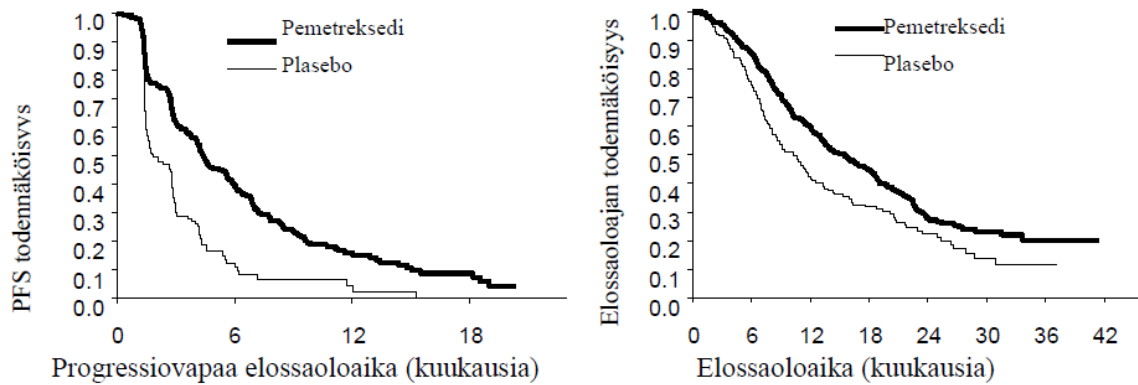 PFS todennäköisyys
1.0
0.9
0.8
0.7
0.6
0.5
0.4
0.3
0.2
0.1
0.0
Pemetreksedi
Plasebo
0 6 12 18
Progressiovapaa elossaoloaika (kuukausia)
Elossaoloajan todennäköisyys
1.0
0.9
0.8
0.7
0.6
0.5
0.4
0.3
0.2
0.1
0.0
Pemetreksedi
Plasebo
0 6 12 18 24 30 36 42
Elossaoloaika (kuukausia)